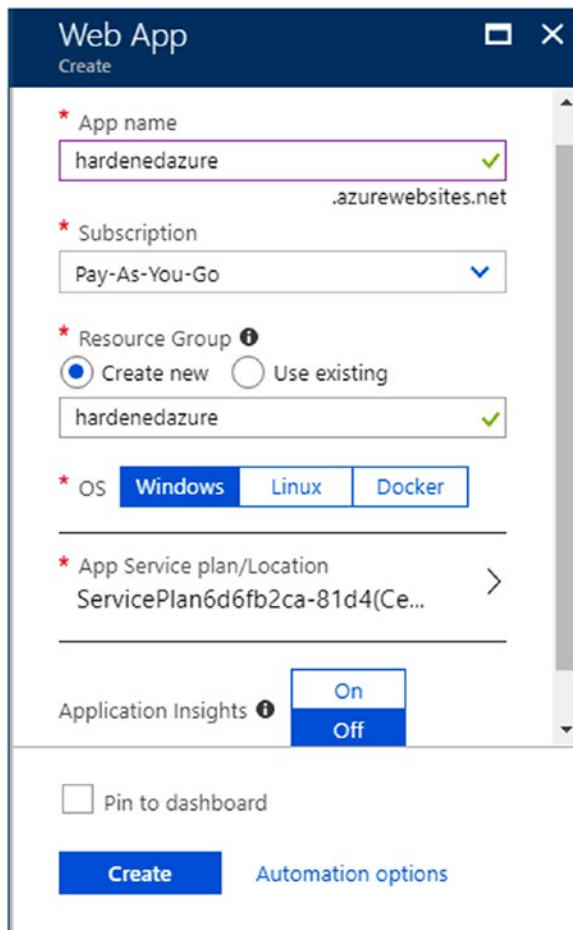 Web App
Create
* App name
hardenedazure
.azurewebsites.net
* Subscription
Pay-As-You-Go
* Resource Group
Create new Use existing
hardenedazure
* OS Windows Linux Docker
* App Service plan/Location
ServicePlan6d6fb2ca-81d4(Ce...
On
Application Insights
Off
Pin to dashboard
Create Automation options